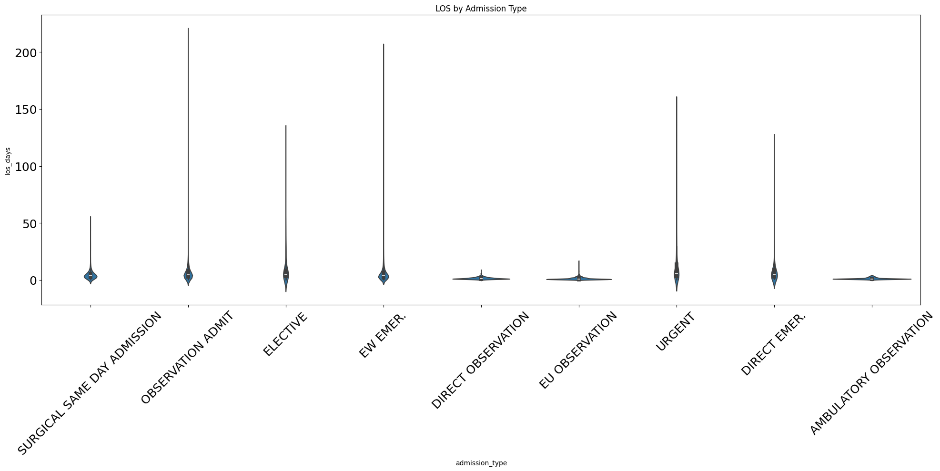 LOS by Admission Type
los_days
200
150
100
50
0
SURGICAL SAME DAY ADMISSION
OBSERVATION ADMIT
ELECTIVE
EW EMER.
DIRECT OBSERVATION
EU OBSERVATION
URGENT
DIRECT EMER.
AMBULATORY OBSERVATION
admission_type